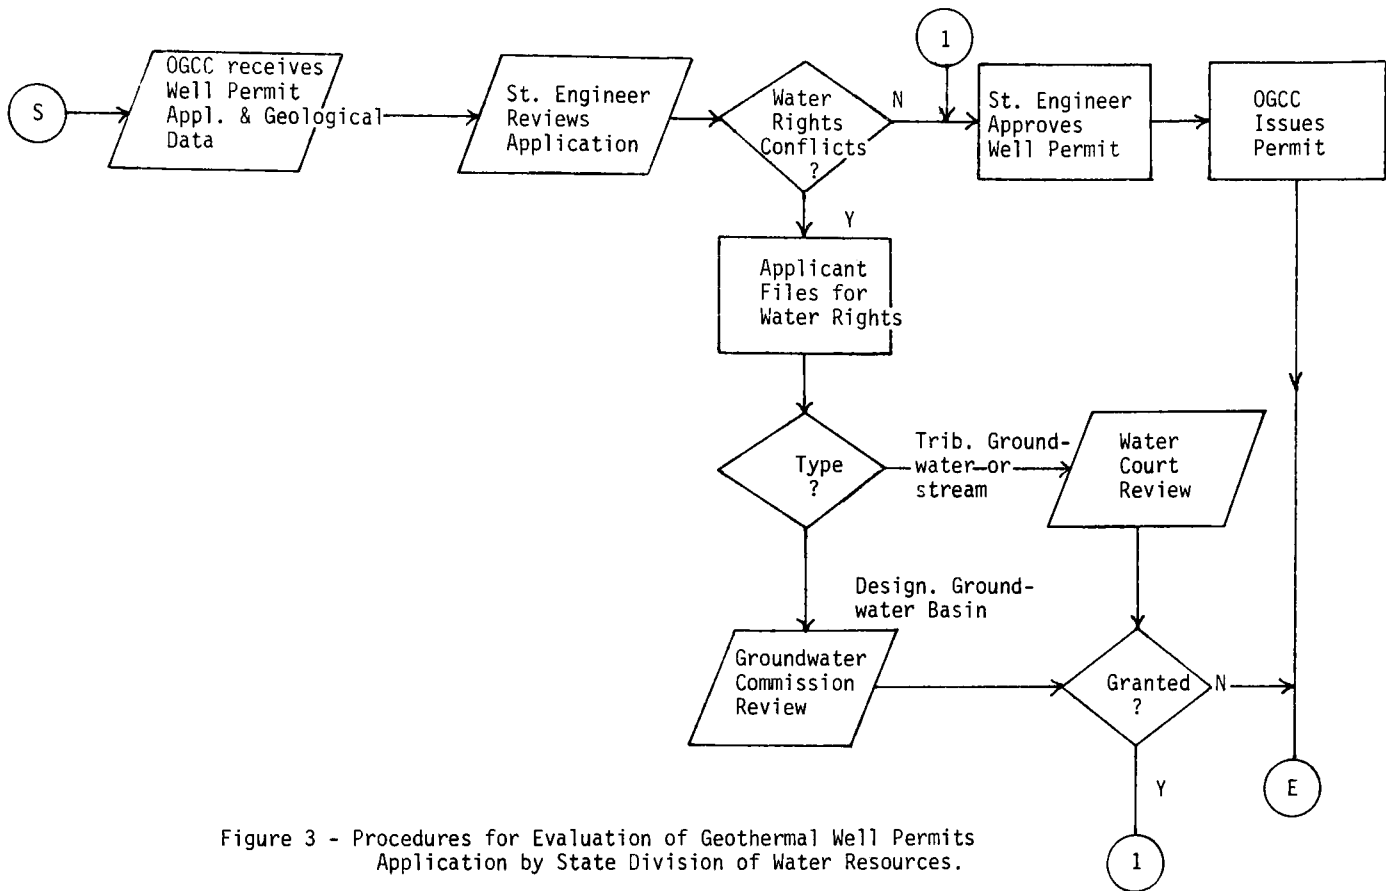 1
S
OGCC receives
Well Permit
Appl. & Geological
Data
St. Engineer
Reviews
Application
Water
Rights
Conflicts
?
N
St. Engineer
Approves
Well Permit
OGCC
Issues
Permit
Y
Applicant
Files for
Water Rights
Type
?
Trib. Ground-
water or
stream
Water
Court
Review
Design. Ground-
water Basin
Groundwater
Commission
Review
Granted
?
N
Y
E
1
Figure 3 - Procedures for Evaluation of Geothermal Well Permits
Application by State Division of Water Resources.